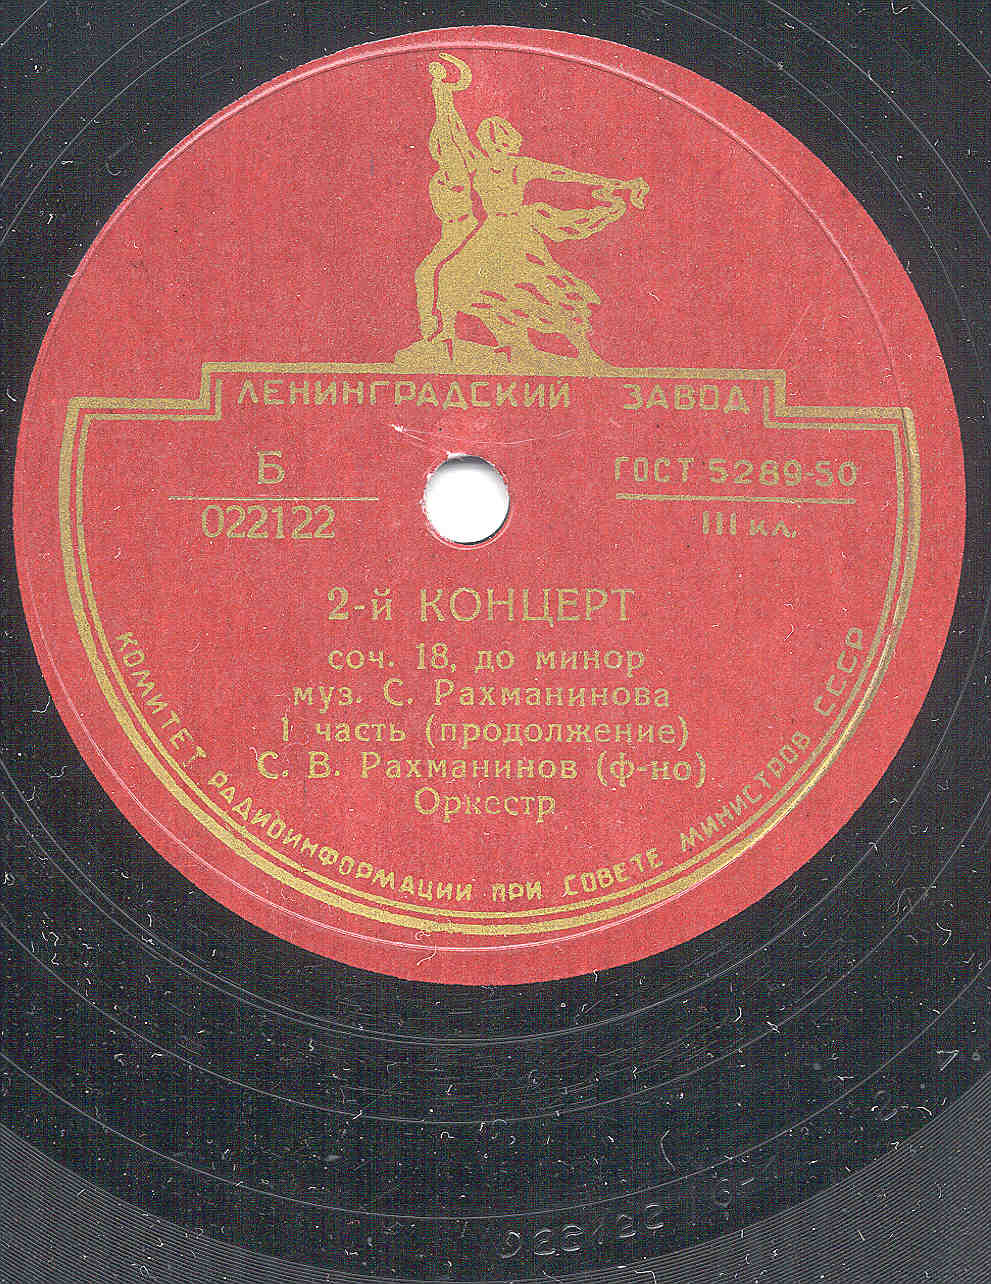 ЛЕНИНГРАДСКИЙ ЗАВОД
Б
022122
ГОСТ 5289-50
III кл.
2-й КОНЦЕРТ
соч. 18, до минор
муз. С. Рахманинова
I часть (продолжение)
С. В. Рахманинов (ф-но)
Оркестр
КОМИТЕТ РАДИОИНФОРМАЦИИ ПРИ СОВЕТЕ МИНИСТРОВ СССР
022122